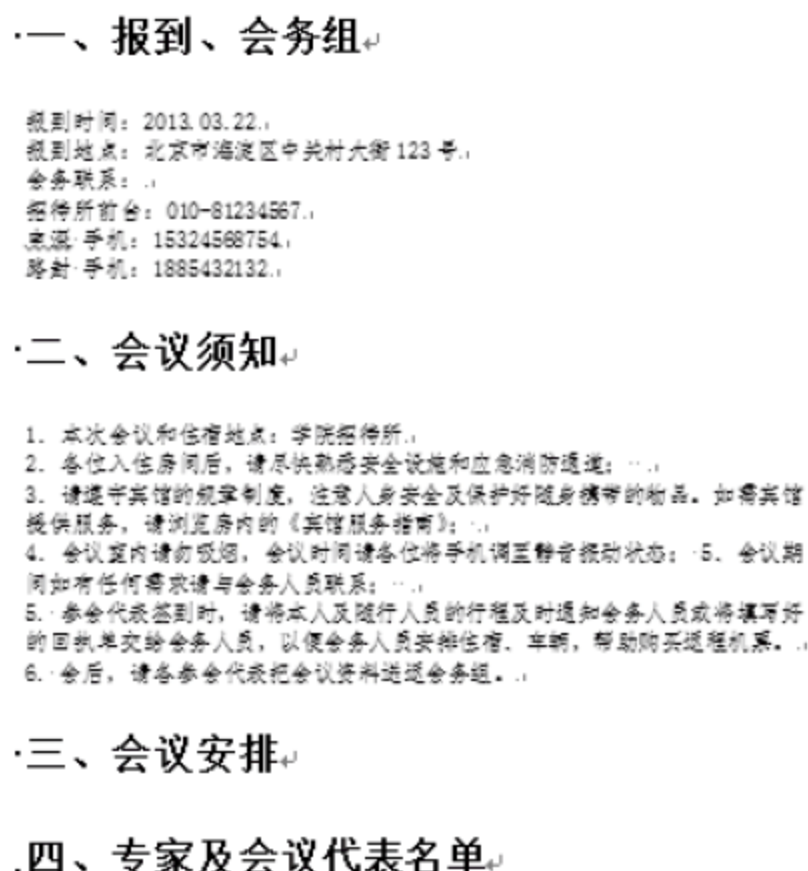 一、报到、会务组
报到时间：2013.03.22.
报到地点：北京市海淀区中关村大街 123 号.
会务联系：.
招待所前台：010-81234567.
手机：15324568754.
手机：1885432132.
二、会议须知
1. 本次会议和住宿地点：学院招待所.
2. 各位入住房间后，请尽快熟悉安全设施和应急消防通道；
3. 请遵守宾馆的规章制度，注意人身安全及保护好随身携带的物品。如需宾馆
提供服务，请浏览房内的《宾馆服务指南》；
4. 会议室内请勿吸烟，会议时间请各位将手机调至静音振动状态； 5. 会议期
间如有任何需求请与会务人员联系；
5. 参会代表签到时，请将本人及随行人员的行程及时通知会务人员或将填写好
的回执单交给会务人员，以便会务人员安排住宿、车辆，帮助购买返程机票。.
6. 会后，请各参会代表把会议资料送返会务组。.
三、会议安排
四、专家及会议代表名单